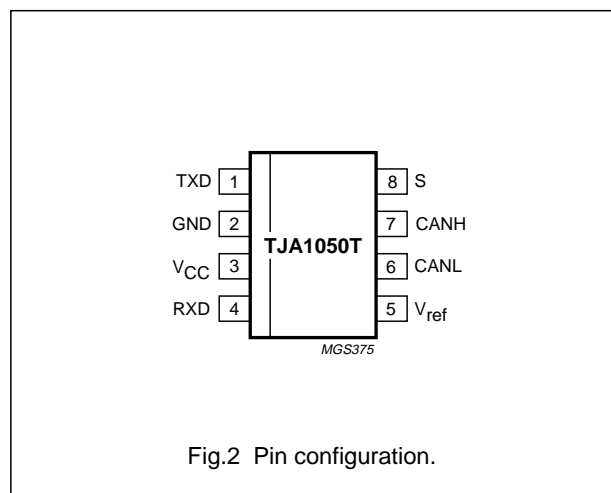 TXD 1 8 S
GND 2 7 CANH
TJA1050T
VCC 3 6 CANL
RXD 4 5 Vref
MGS375
Fig.2 Pin configuration.